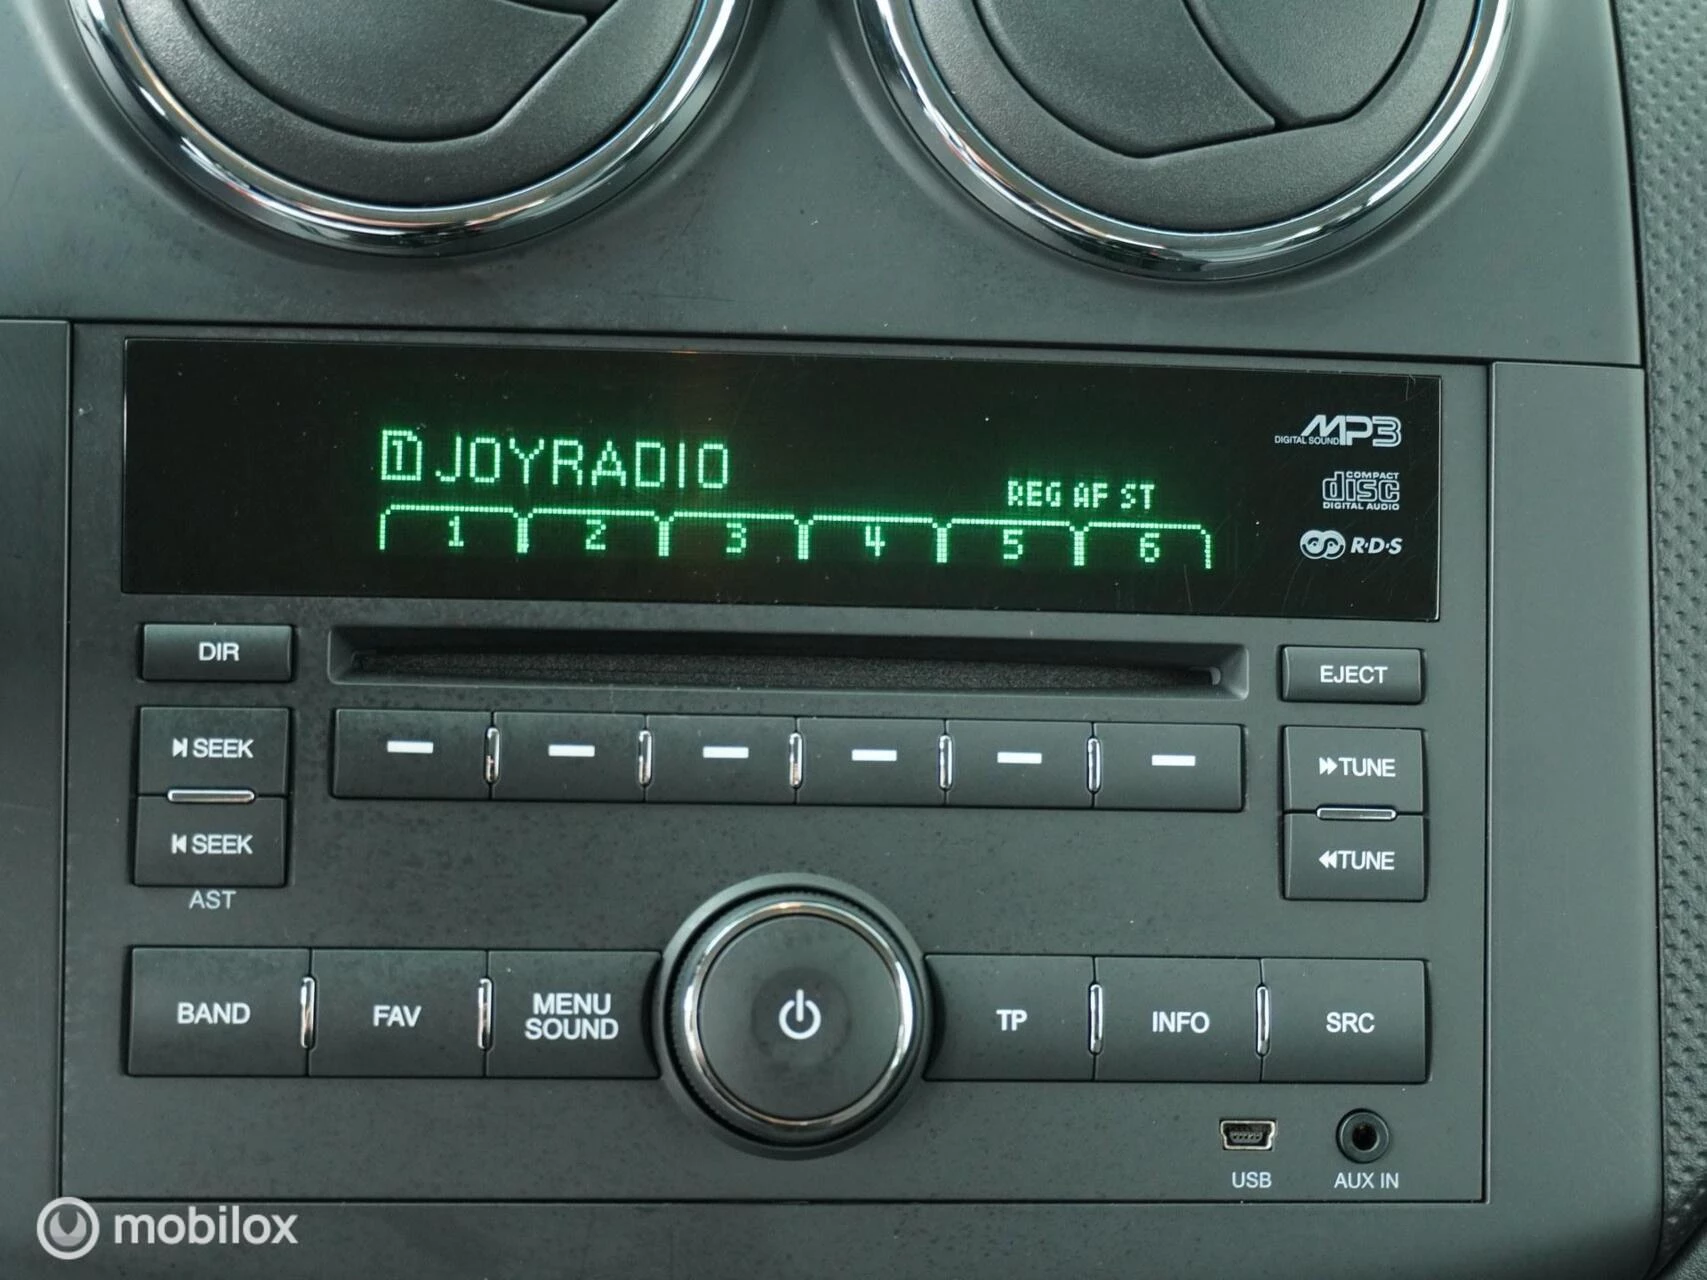 1 JOYRADIO
REG AF ST
1 2 3 4 5 6
MP3
DIGITAL SOUND
COMPACT
disc
DIGITAL AUDIO
R·D·S
DIR
EJECT
SEEK
TUNE
SEEK
TUNE
AST
BAND
FAV
MENU
SOUND
TP
INFO
SRC
USB
AUX IN
mobilox